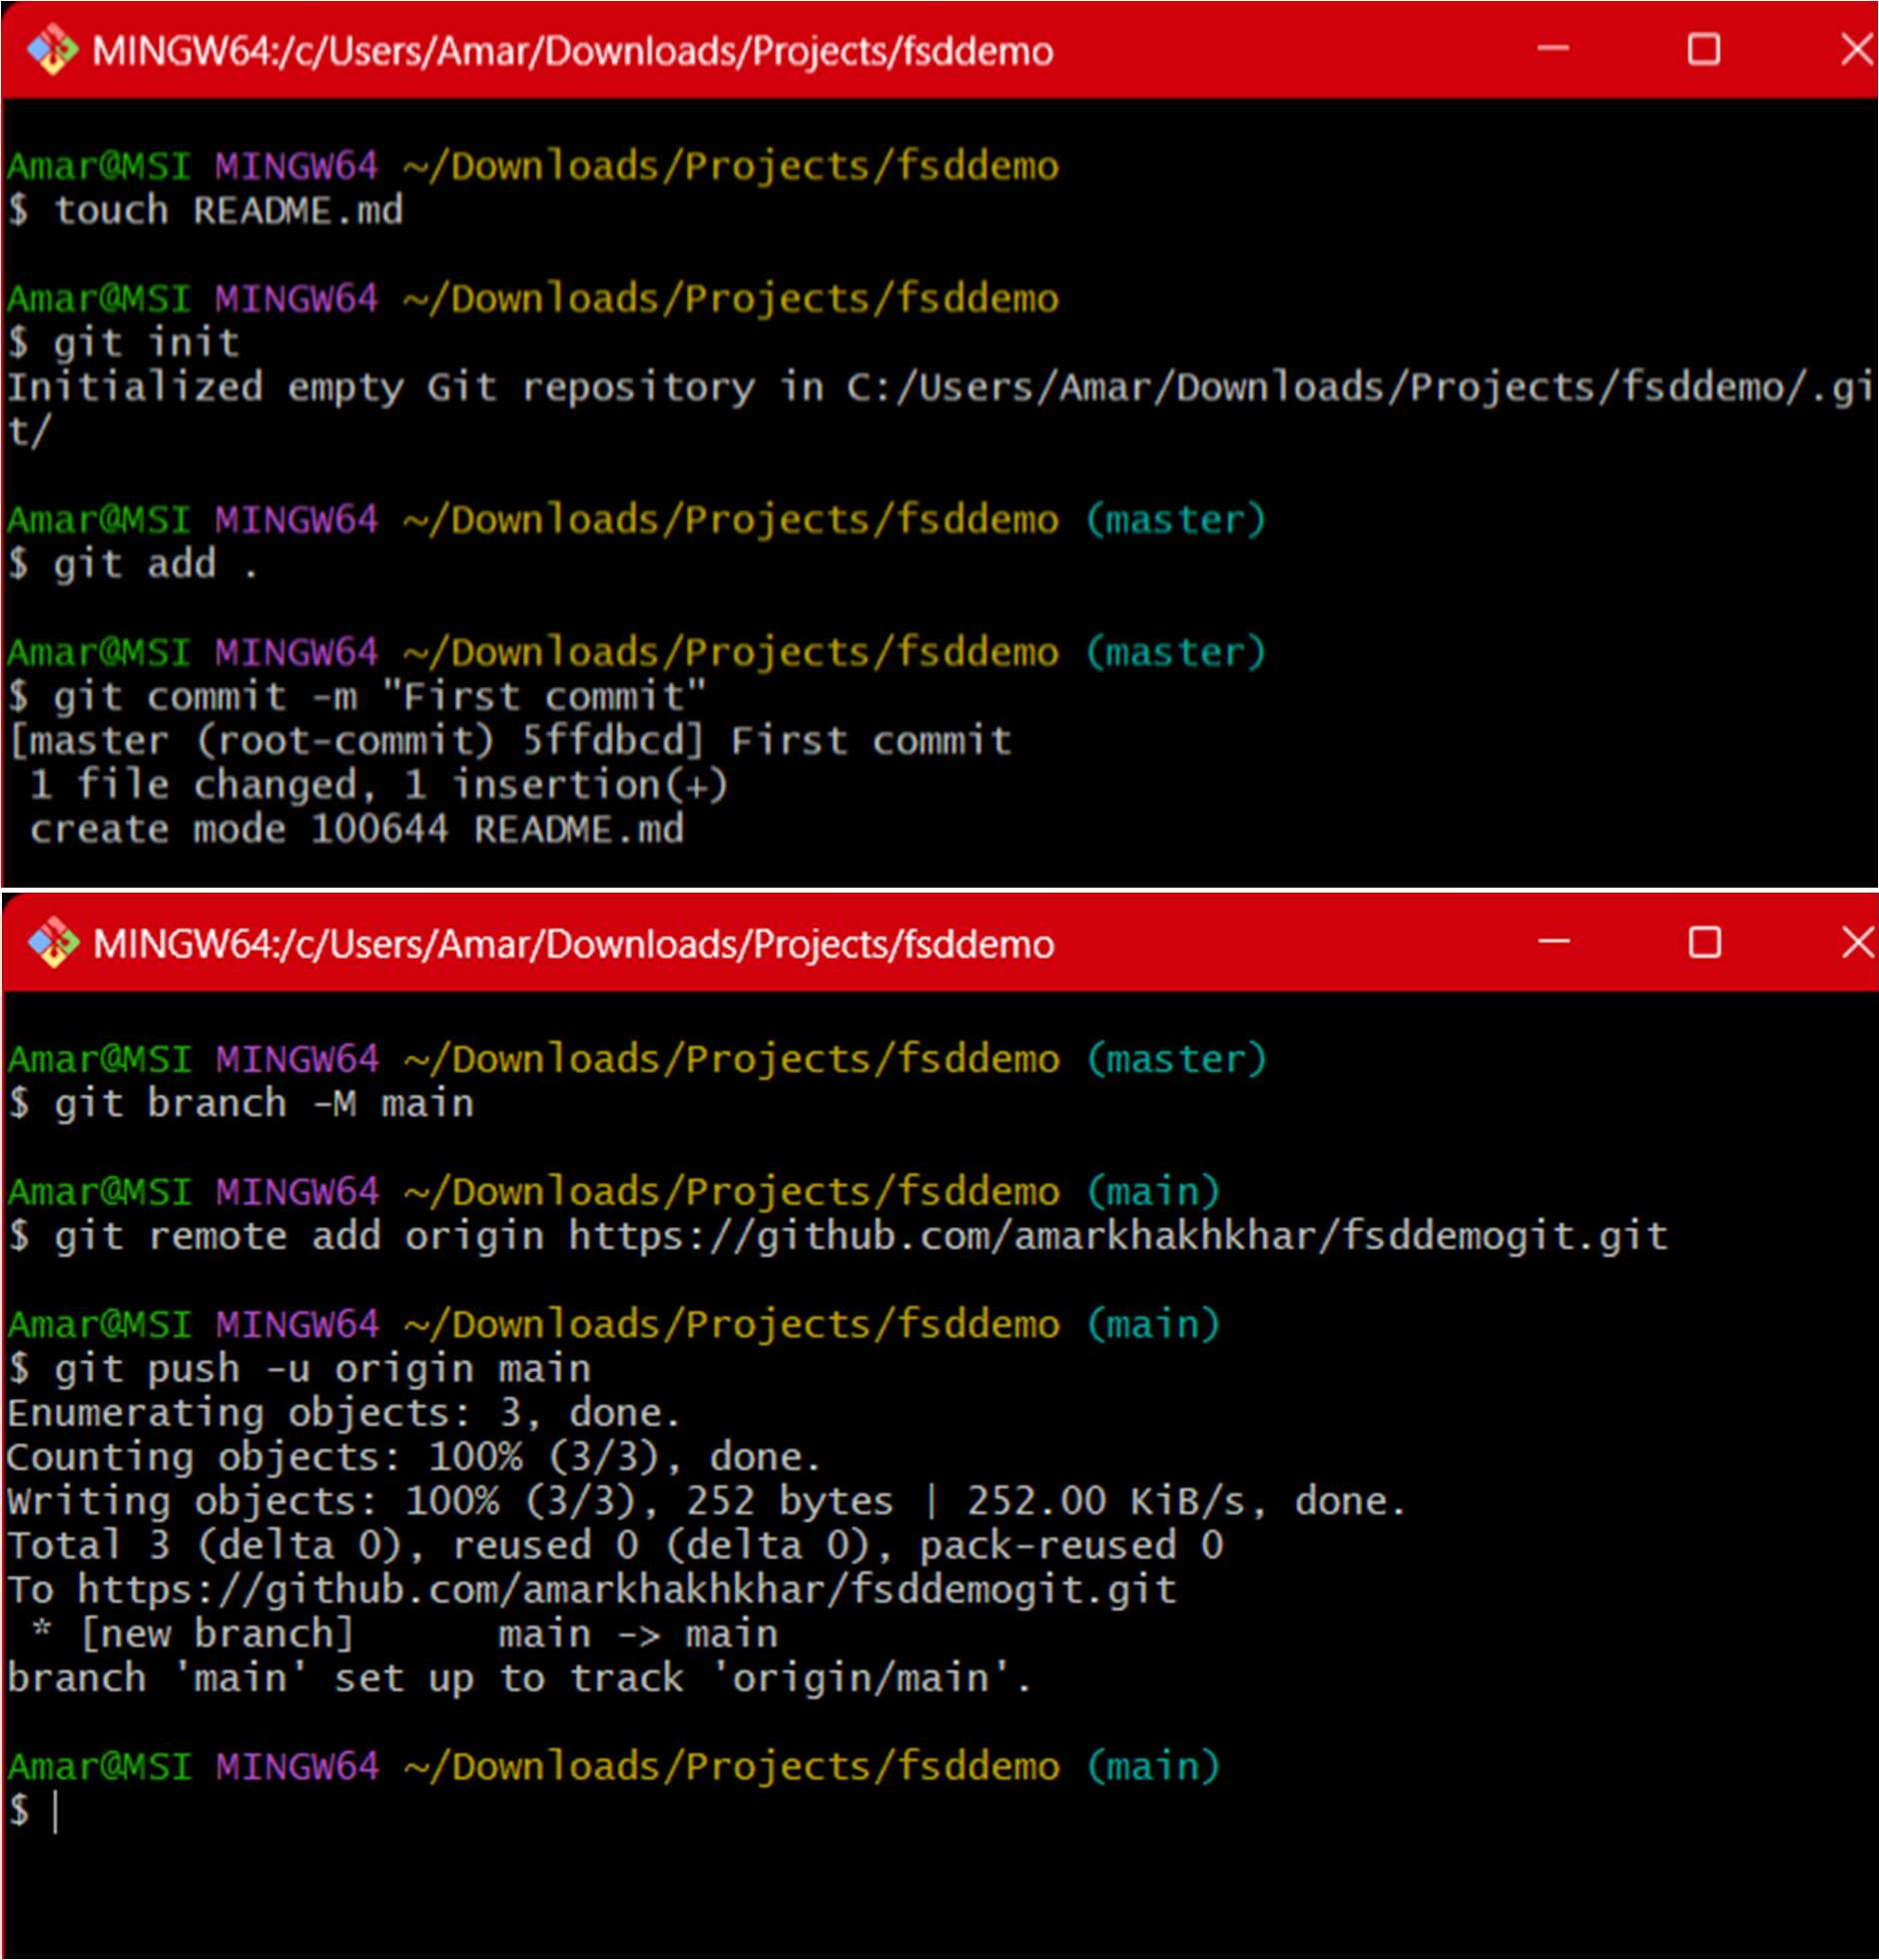 MINGW64:/c/Users/Amar/Downloads/Projects/fsddemo
Amar@MSI MINGW64 ~/Downloads/Projects/fsddemo
$ touch README.md
Amar@MSI MINGW64 ~/Downloads/Projects/fsddemo
$ git init
Initialized empty Git repository in C:/Users/Amar/Downloads/Projects/fsddemo/.gi
t/
Amar@MSI MINGW64 ~/Downloads/Projects/fsddemo (master)
$ git add .
Amar@MSI MINGW64 ~/Downloads/Projects/fsddemo (master)
$ git commit -m "First commit"
[master (root-commit) 5ffdbcd] First commit
 1 file changed, 1 insertion(+)
 create mode 100644 README.md
MINGW64:/c/Users/Amar/Downloads/Projects/fsddemo
Amar@MSI MINGW64 ~/Downloads/Projects/fsddemo (master)
$ git branch -M main
Amar@MSI MINGW64 ~/Downloads/Projects/fsddemo (main)
$ git remote add origin https://github.com/amarkhakhkhar/fsddemogit.git
Amar@MSI MINGW64 ~/Downloads/Projects/fsddemo (main)
$ git push -u origin main
Enumerating objects: 3, done.
Counting objects: 100% (3/3), done.
Writing objects: 100% (3/3), 252 bytes | 252.00 KiB/s, done.
Total 3 (delta 0), reused 0 (delta 0), pack-reused 0
To https://github.com/amarkhakhkhar/fsddemogit.git
 * [new branch]      main -> main
branch 'main' set up to track 'origin/main'.
Amar@MSI MINGW64 ~/Downloads/Projects/fsddemo (main)
$